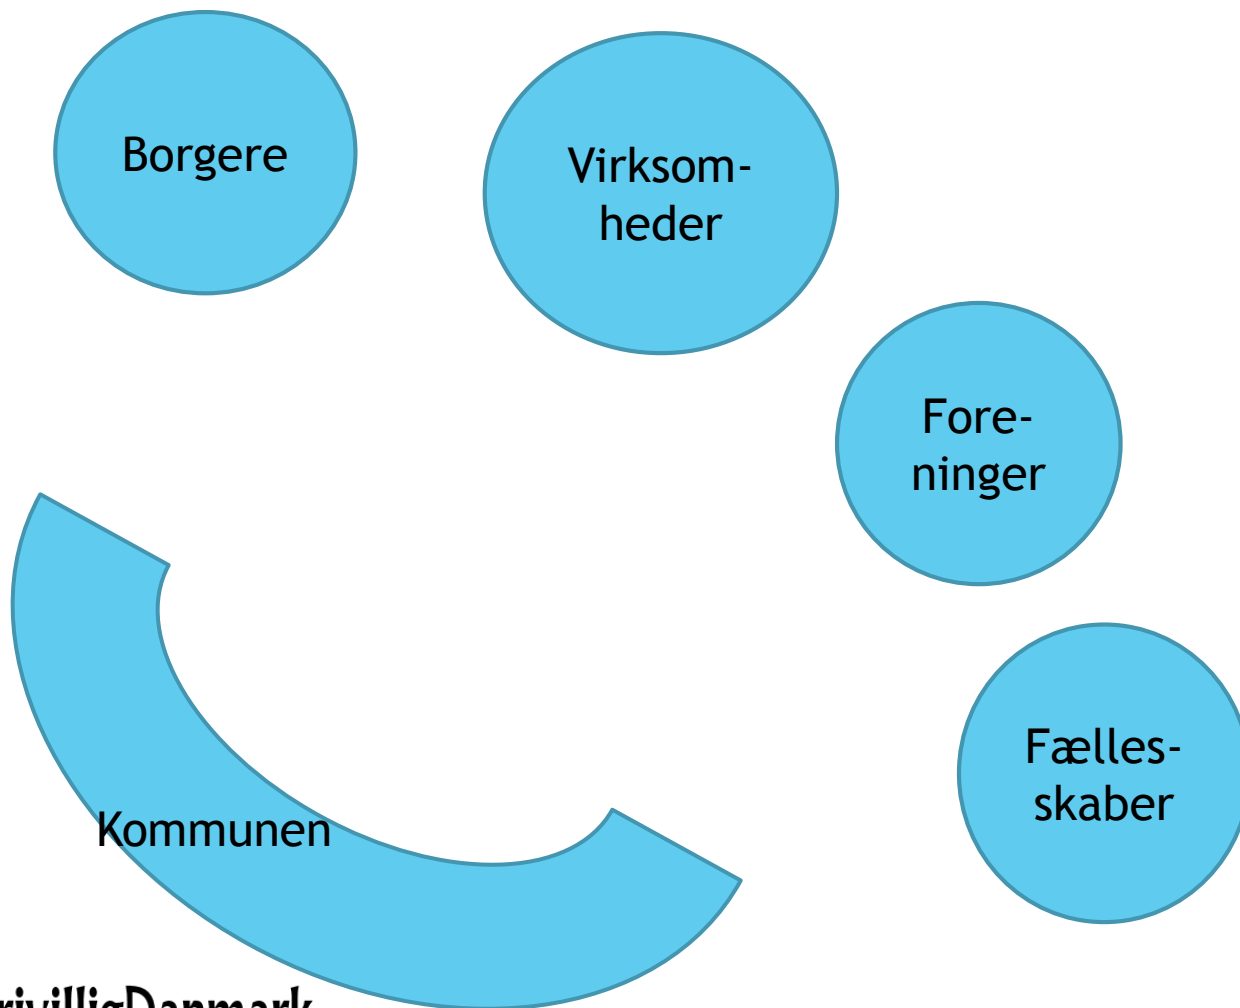 Borgere
Virksom-
heder
Fore-
ninger
Fælles-
skaber
Kommunen